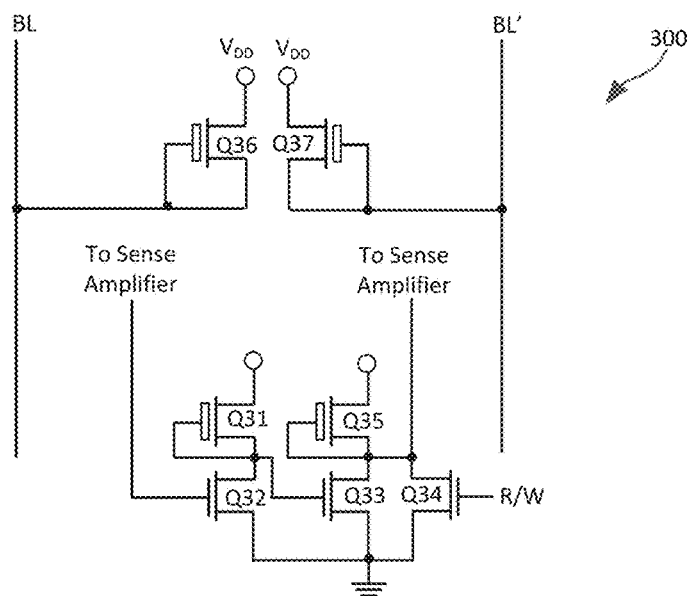 BL
BL'
300
VDD
VDD
Q36
Q37
To Sense
Amplifier
To Sense
Amplifier
Q31
Q35
Q32
Q33
Q34
R/W